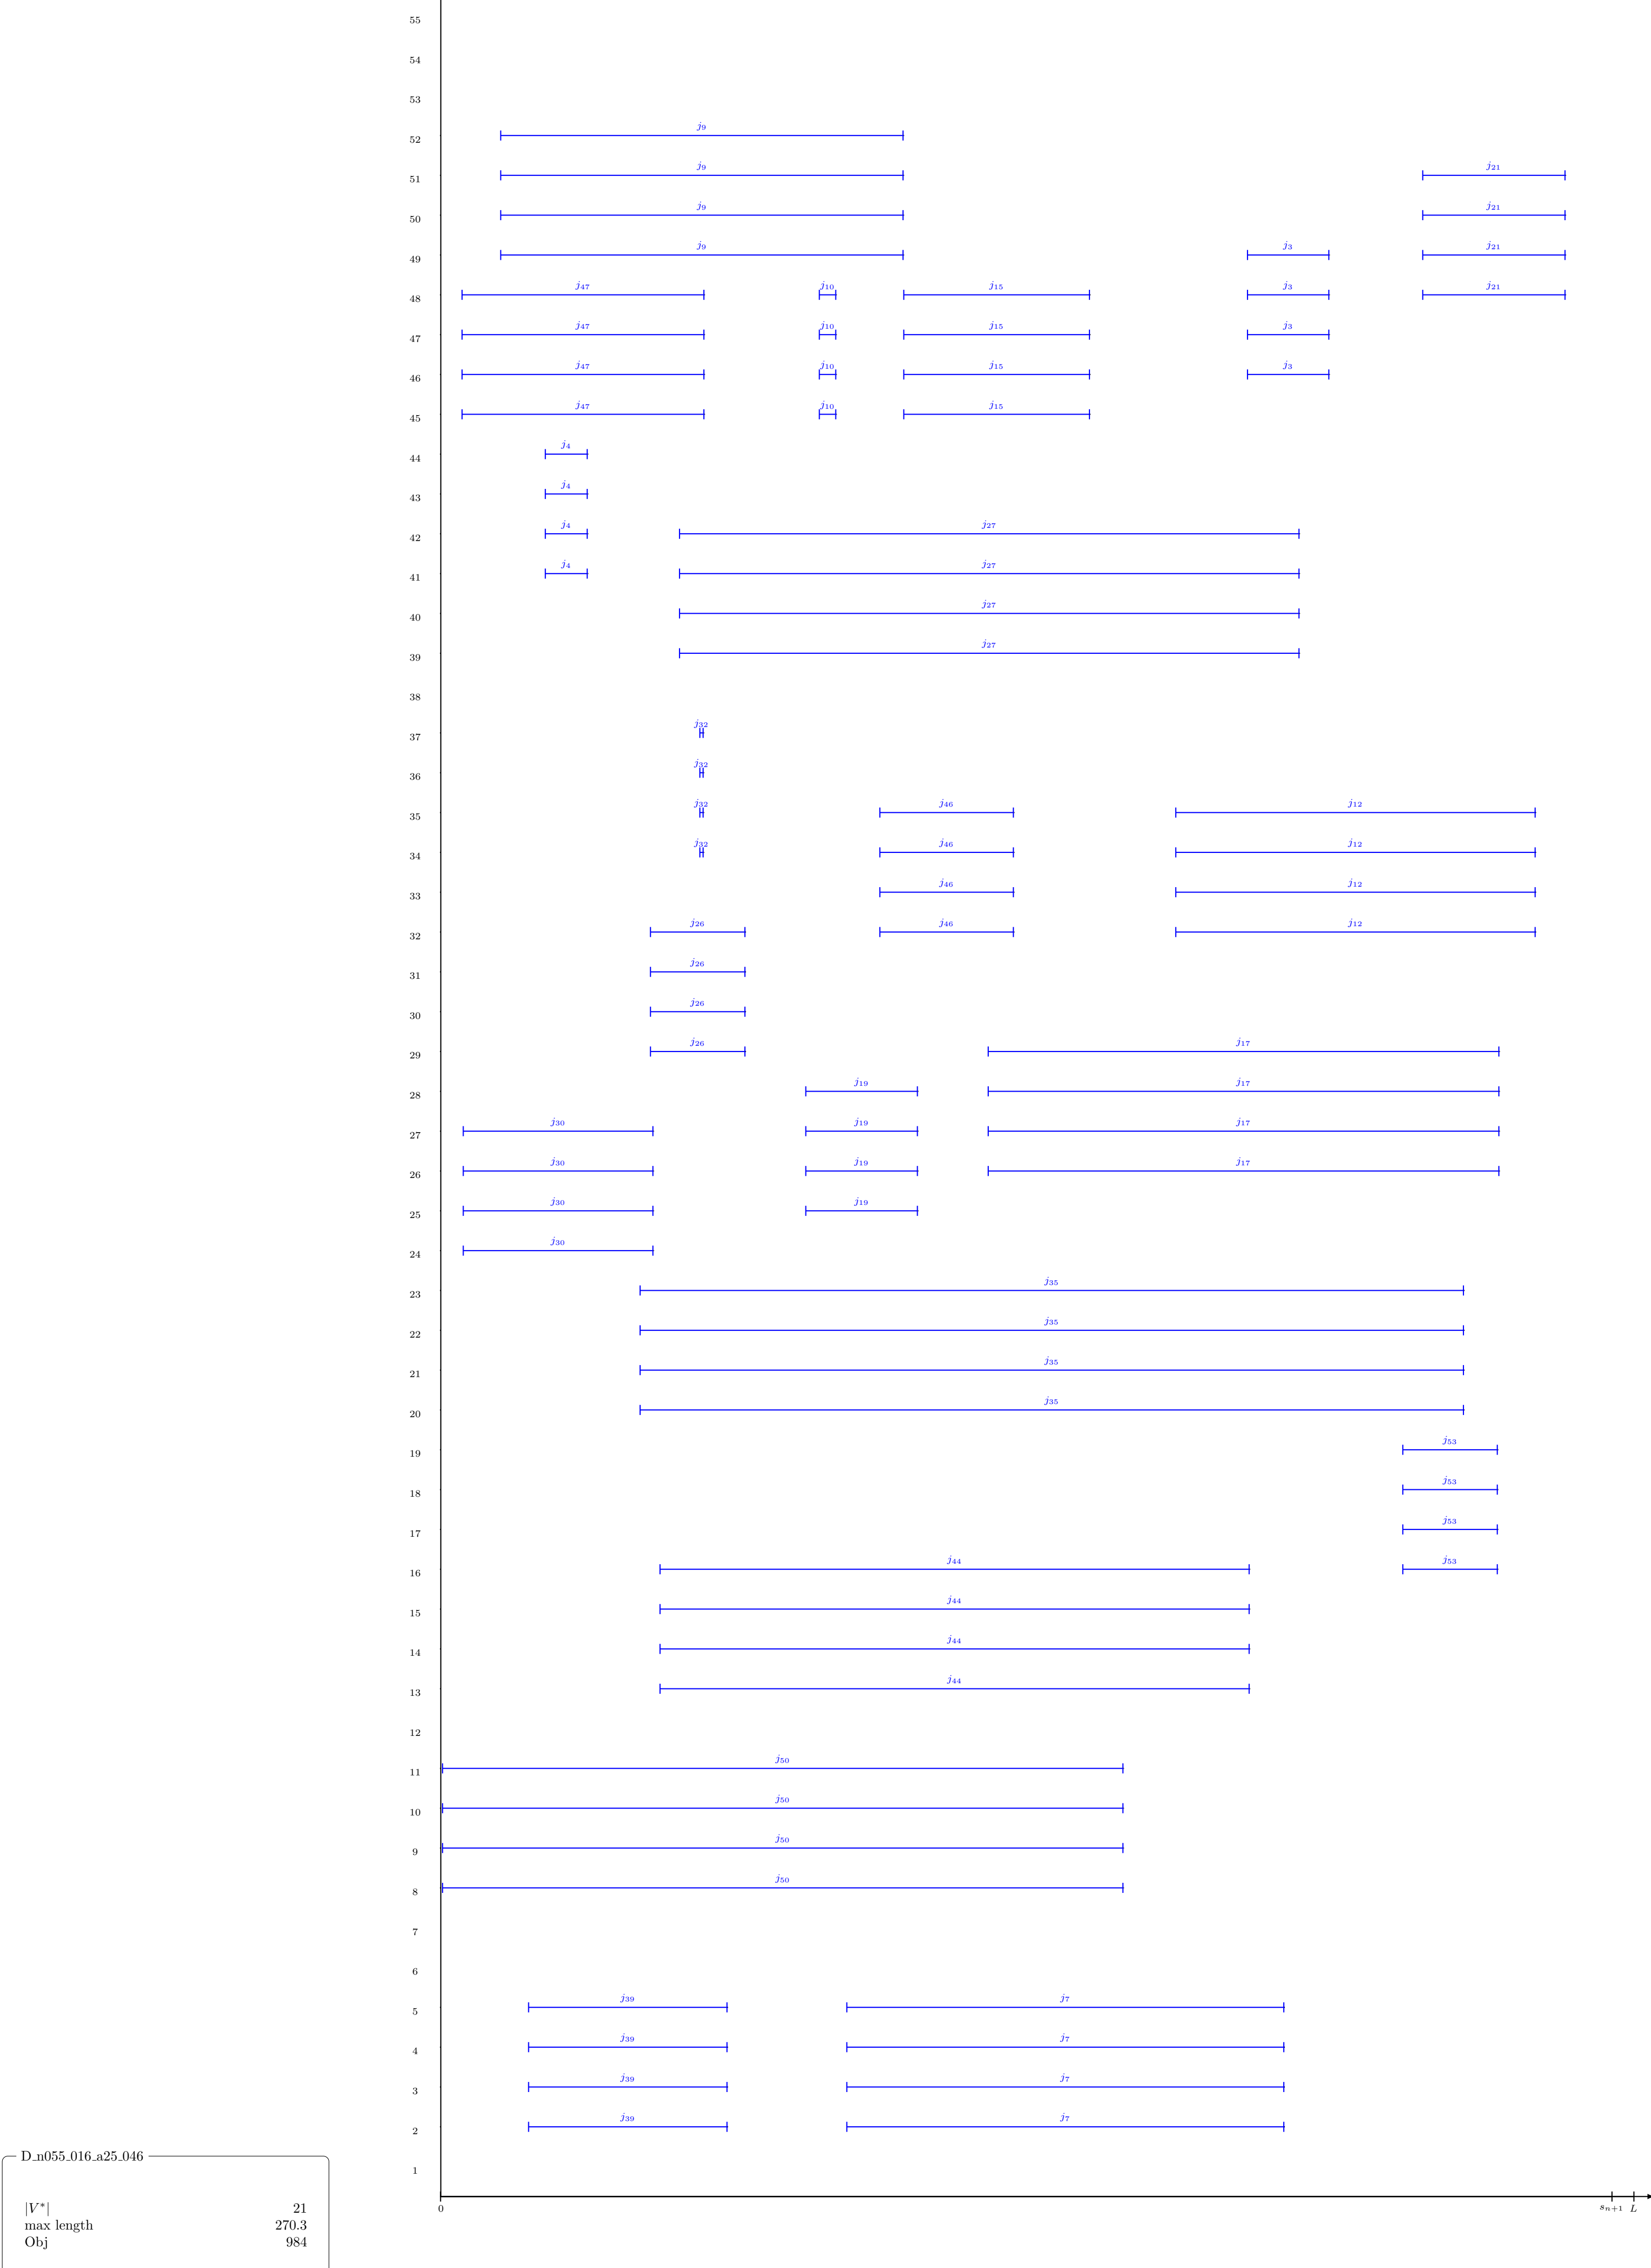 55
54
53
j9
52
j9 j21
51
j9 j21
50
j9 j3 j21
49
j47 j10 j15 j3 j21
48
j47 j10 j15 j3
47
j47 j10 j15 j3
46
j47 j10 j15
45
j4
44
j4
43
j4 j27
42
j4 j27
41
j27
40
j27
39
38
j32
37
j32
36
j32 j46 j12
35
j32 j46 j12
34
j46 j12
33
j26 j46 j12
32
j26
31
j26
30
j26 j17
29
j19 j17
28
j30 j19 j17
27
j30 j19 j17
26
j30 j19
25
j30
24
j35
23
j35
22
j35
21
j35
20
j53
19
j53
18
j53
17
j44 j53
16
j44
15
j44
14
j44
13
12
j50
11
j50
10
j50
9
j50
8
7
6
j39 j7
5
j39 j7
4
j39 j7
3
j39 j7
2
1
0 sn+1 L
D_n055_016_a25_046
|V*| 21
max length 270.3
Obj 984